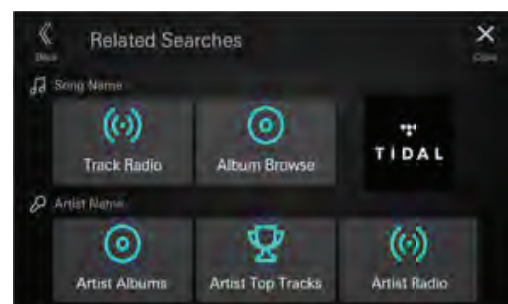 Related Searches
Back
Close
Song Name
Track Radio
Album Browse
TIDAL
Artist Name
Artist Albums
Artist Top Tracks
Artist Radio